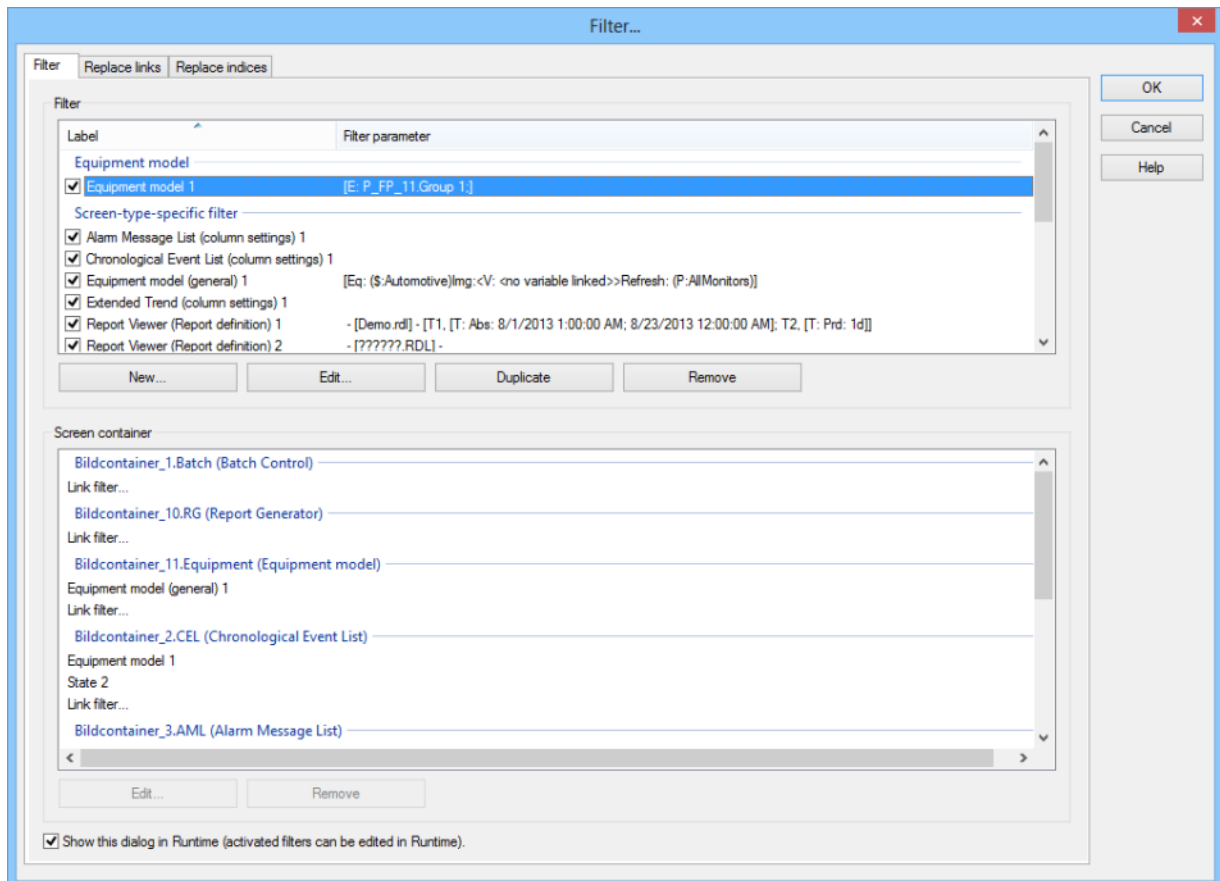 Filter...
Filter Replace links Replace indices
OK
Cancel
Help
Filter
Label Filter parameter
Equipment model
Equipment model 1 [E: P_FP_11.Group 1;]
Screen-type-specific filter
Alarm Message List (column settings) 1
Chronological Event List (column settings) 1
Equipment model (general) 1 [Eq: ($:Automotive)Img:<V: <no variable linked>>Refresh: (P:AllMonitors)]
Extended Trend (column settings) 1
Report Viewer (Report definition) 1 - [Demo.rdl] - [T1, [T: Abs: 8/1/2013 1:00:00 AM; 8/23/2013 12:00:00 AM]; T2, [T: Prd: 1d]]
Report Viewer (Report definition) 2 - [??????.RDL] -
New... Edit... Duplicate Remove
Screen container
Bildcontainer_1.Batch (Batch Control)
Link filter...
Bildcontainer_10.RG (Report Generator)
Link filter...
Bildcontainer_11.Equipment (Equipment model)
Equipment model (general) 1
Link filter...
Bildcontainer_2.CEL (Chronological Event List)
Equipment model 1
State 2
Link filter...
Bildcontainer_3.AML (Alarm Message List)
Edit... Remove
Show this dialog in Runtime (activated filters can be edited in Runtime).